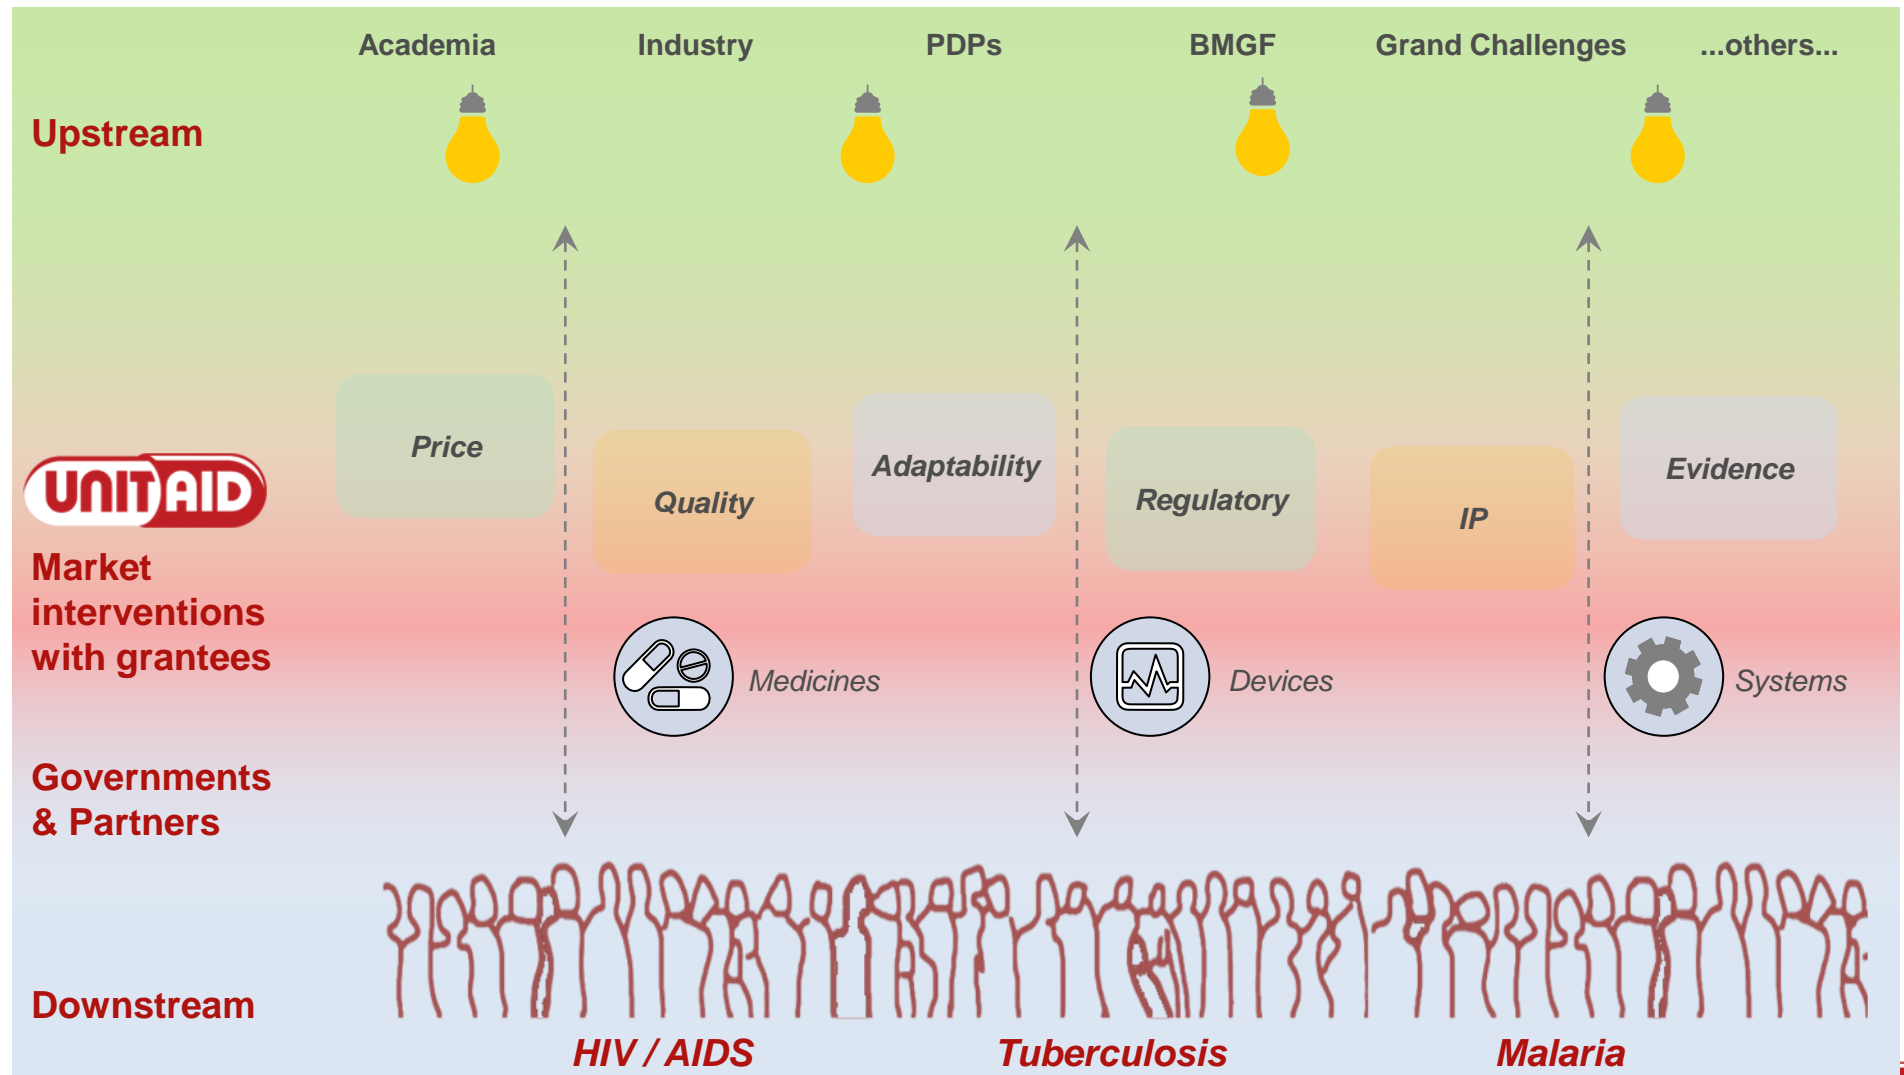 Academia
Industry
PDPs
BMGF
Grand Challenges
...others...
Upstream
Price
Quality
Adaptability
Regulatory
IP
Evidence
UNITAID
Market
interventions
with grantees
Medicines
Devices
Systems
Governments
& Partners
Downstream
HIV / AIDS
Tuberculosis
Malaria